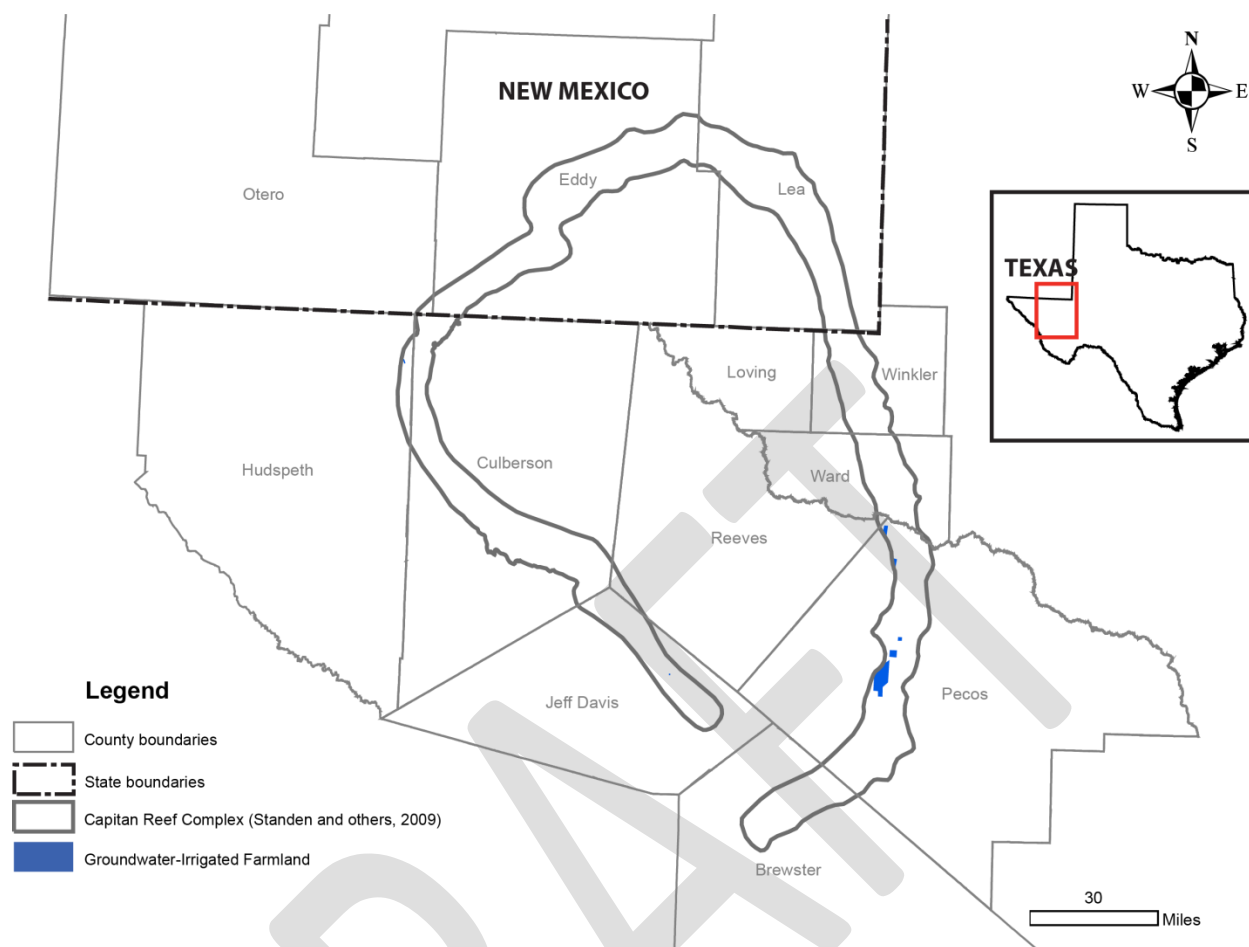 N
W E
S
NEW MEXICO
Otero
Eddy
Lea
TEXAS
Loving
Winkler
Hudspeth
Culberson
Ward
Reeves
Jeff Davis
Pecos
Brewster
Legend
County boundaries
State boundaries
Capitan Reef Complex (Standen and others, 2009)
Groundwater-Irrigated Farmland
30
Miles
DRAFT